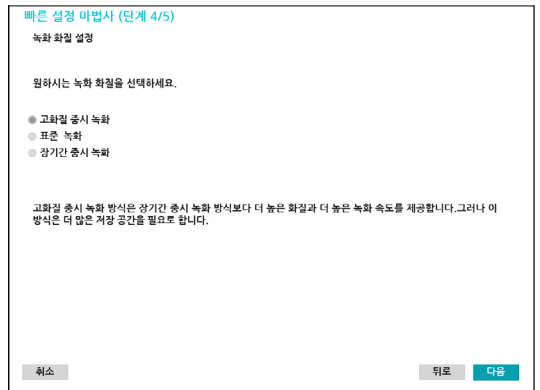 빠른 설정 마법사 (단계 4/5)
녹화 화질 설정
원하시는 녹화 화질을 선택하세요.
고화질 중시 녹화
표준 녹화
장기간 중시 녹화
고화질 중시 녹화 방식은 장기간 중시 녹화 방식보다 더 높은 화질과 더 높은 녹화 속도를 제공합니다.그러나 이
방식은 더 많은 저장 공간을 필요로 합니다.
취소 뒤로 다음